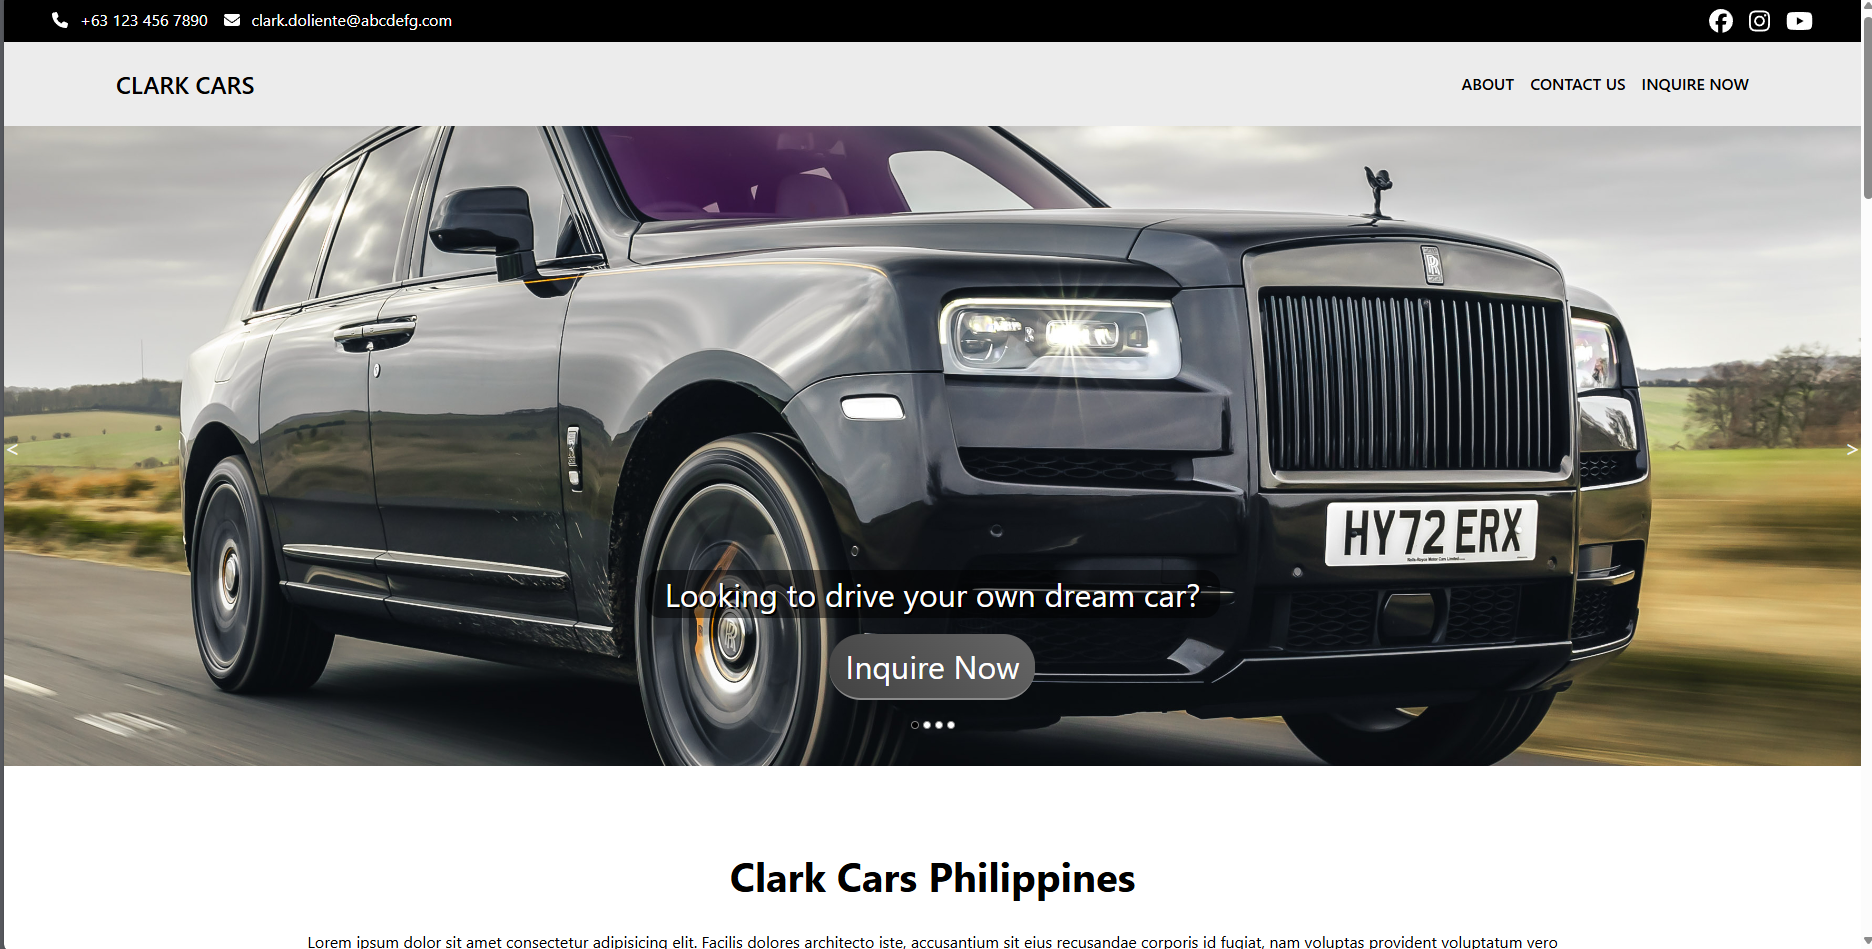 +63 123 456 7890 clark.doliente@abcdefg.com
CLARK CARS ABOUT CONTACT US INQUIRE NOW
HY72 ERX
Looking to drive your own dream car?
Inquire Now
Clark Cars Philippines
Lorem ipsum dolor sit amet consectetur adipisicing elit. Facilis dolores architecto iste, accusantium sit eius recusandae corporis id fugiat, nam voluptas provident voluptatum vero